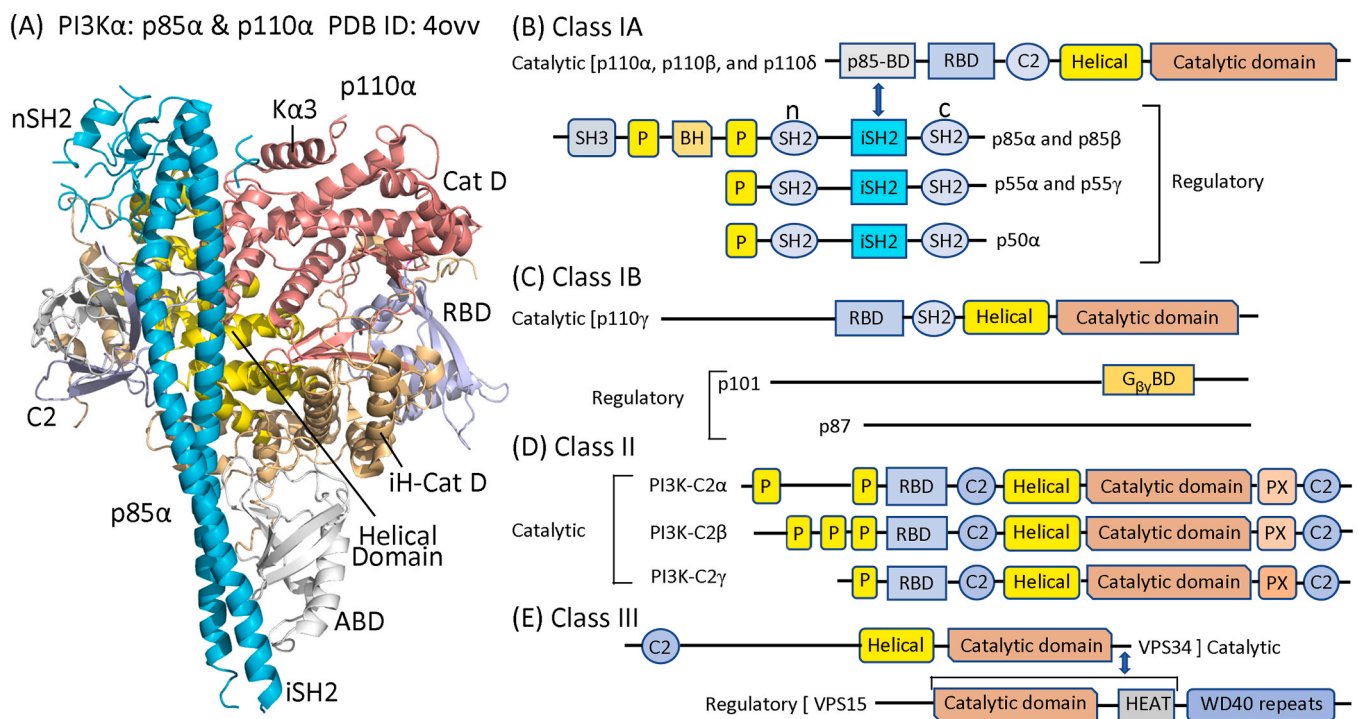 (A) PI3Kα: p85α & p110α PDB ID: 4ovv
p110α
Kα3
nSH2
Cat D
RBD
C2
iH-Cat D
p85α
Helical
Domain
ABD
iSH2
(B) Class IA
Catalytic [p110α, p110β, and p110δ
p85-BD RBD C2 Helical Catalytic domain
n c
SH3 P BH P SH2 iSH2 SH2 p85α and p85β
P SH2 iSH2 SH2 p55α and p55γ
Regulatory
P SH2 iSH2 SH2 p50α
(C) Class IB
Catalytic [p110γ RBD SH2 Helical Catalytic domain
Regulatory
p101 GβγBD
p87
(D) Class II
Catalytic
PI3K-C2α P P RBD C2 Helical Catalytic domain PX C2
PI3K-C2β P P P RBD C2 Helical Catalytic domain PX C2
PI3K-C2γ P RBD C2 Helical Catalytic domain PX C2
(E) Class III
C2 Helical Catalytic domain VPS34 ] Catalytic
Regulatory [ VPS15 Catalytic domain HEAT WD40 repeats